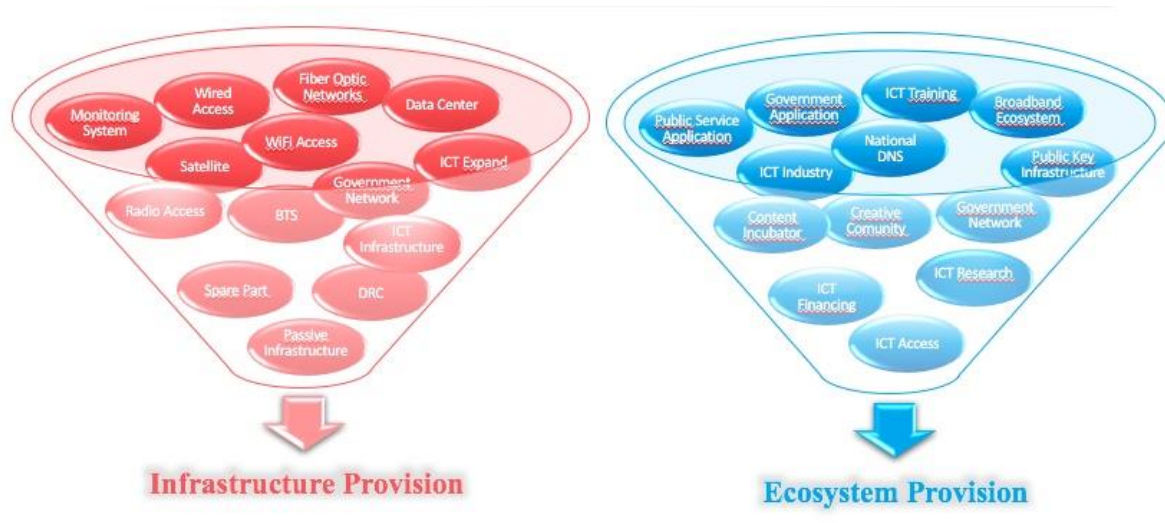 Monitoring
System
Wired
Access
Fiber Optic
Networks
Data Center
Satellite
WiFi Access
ICT Expand
Radio Access
BTS
Government
Network
ICT
Infrastructure
Spare Part
DRC
Passive
Infrastructure
Infrastructure Provision
Public Service
Application
Government
Application
ICT Training
Broadband
Ecosystem
ICT Industry
National
DNS
Public Key
Infrastructure
Content
Incubator
Creative
Comunity
Government
Network
ICT
Financing
ICT Research
ICT Access
Ecosystem Provision